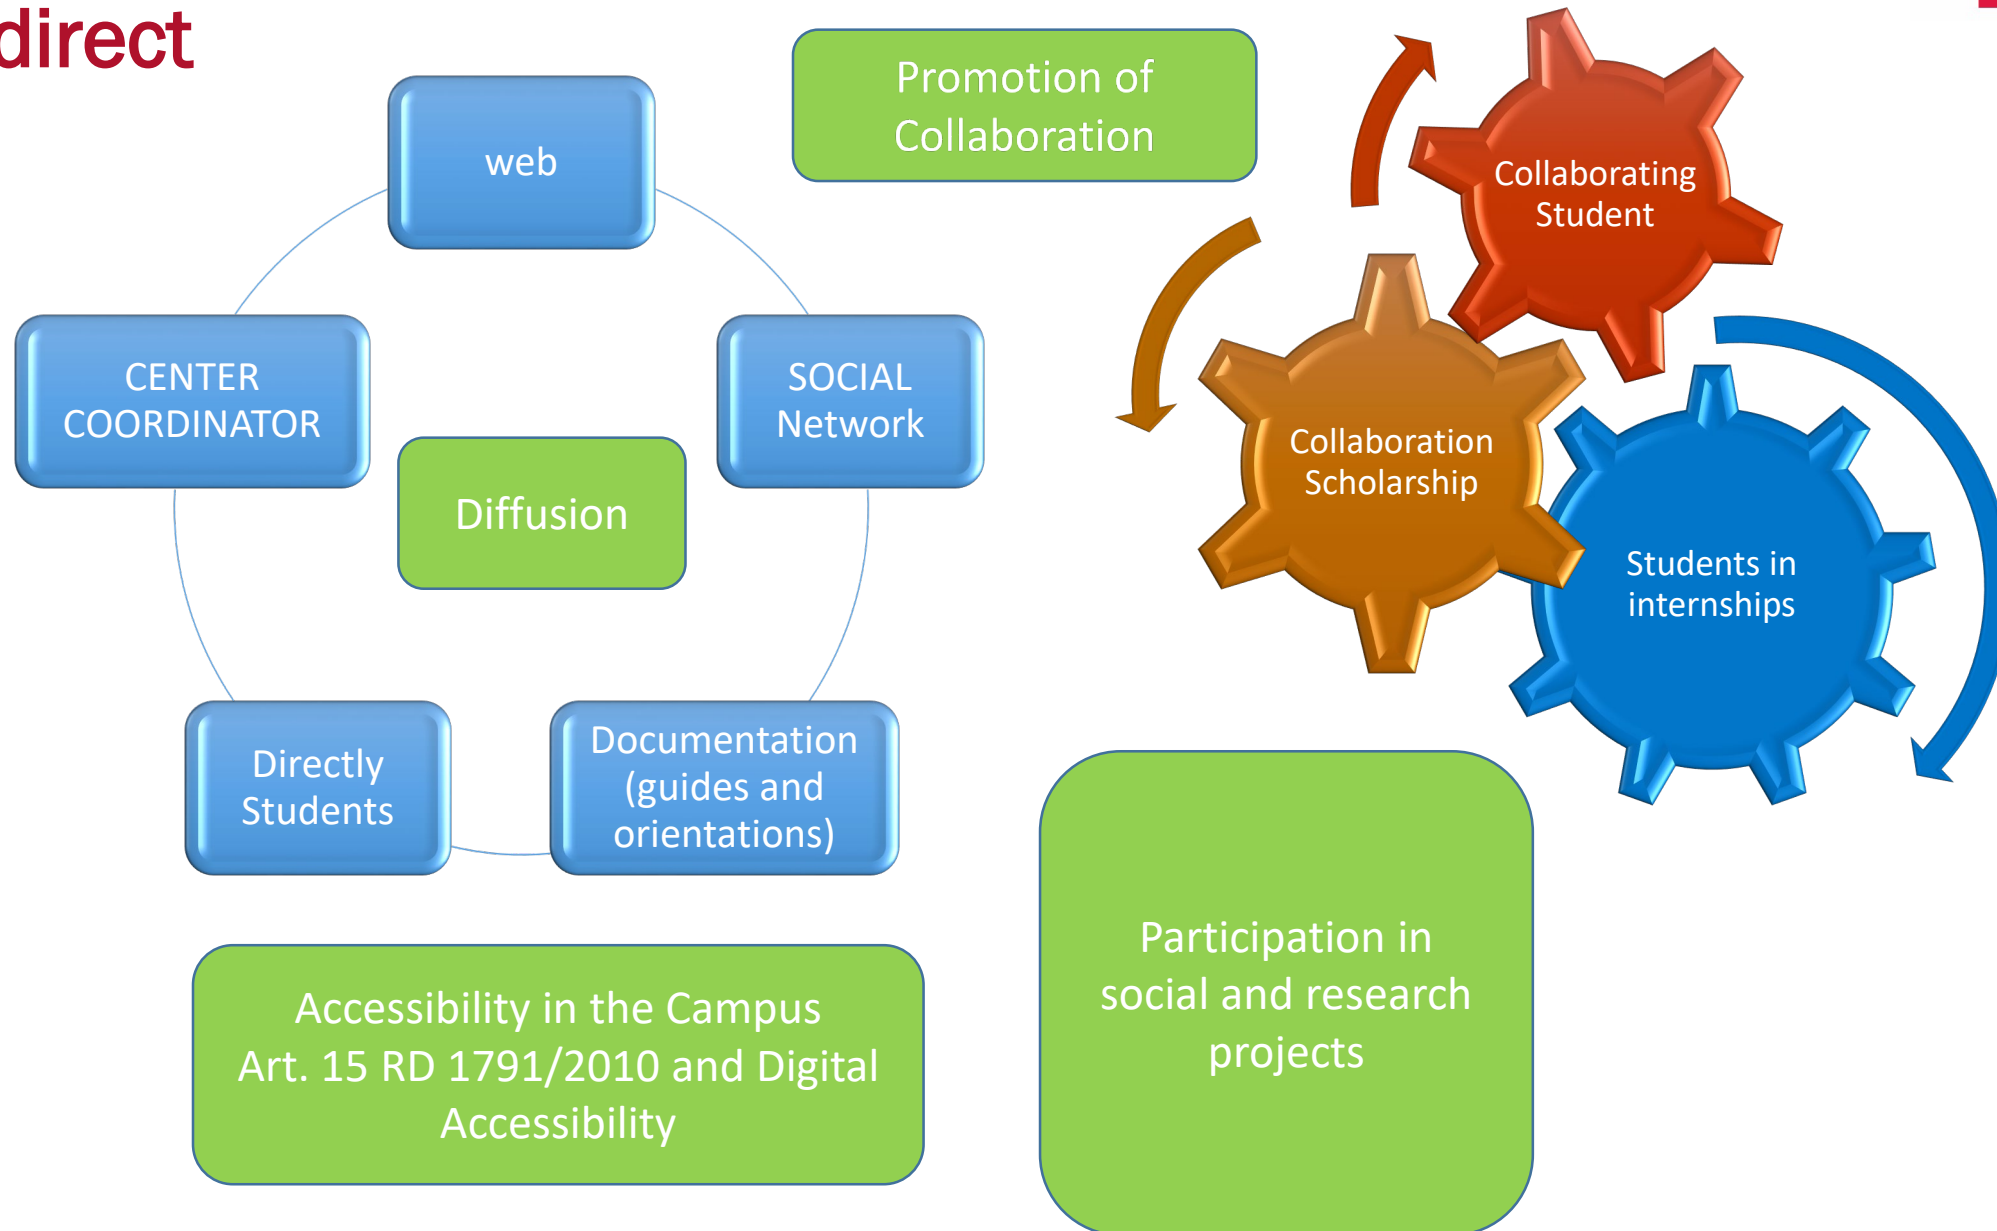 direct
web
CENTER
COORDINATOR
SOCIAL
Network
Diffusion
Directly
Students
Documentation
(guides and
orientations)
Promotion of
Collaboration
Collaborating
Student
Collaboration
Scholarship
Students in
internships
Accessibility in the Campus
Art. 15 RD 1791/2010 and Digital
Accessibility
Participation in
social and research
projects